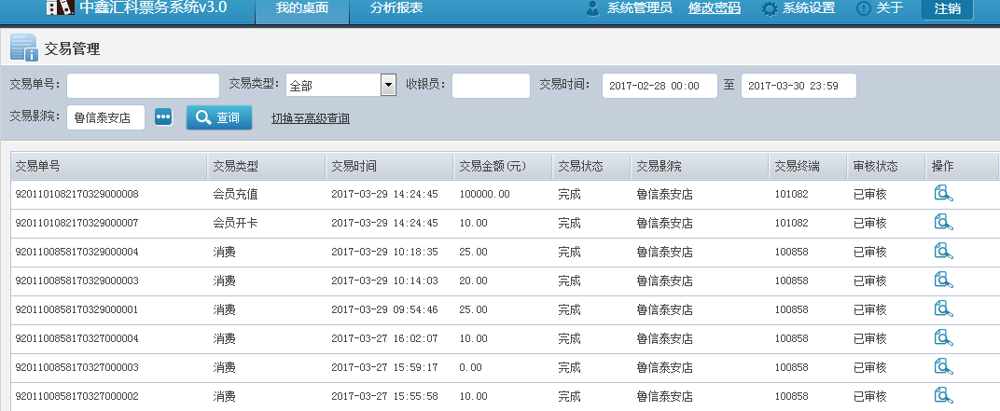 中鑫汇科票务系统v3.0 我的桌面 分析报表 系统管理员 修改密码 系统设置 关于 注销
交易管理
交易单号: 交易类型: 全部 收银员: 交易时间: 2017-02-28 00:00 至 2017-03-30 23:59
交易影院: 鲁信泰安店 查询 切换至高级查询
交易单号 交易类型 交易时间 交易金额(元) 交易状态 交易影院 交易终端 审核状态 操作
9201101082170329000008 会员充值 2017-03-29 14:24:45 100000.00 完成 鲁信泰安店 101082 已审核
9201101082170329000007 会员开卡 2017-03-29 14:24:45 10.00 完成 鲁信泰安店 101082 已审核
9201100858170329000004 消费 2017-03-29 10:18:35 25.00 完成 鲁信泰安店 100858 已审核
9201100858170329000003 消费 2017-03-29 10:14:03 20.00 完成 鲁信泰安店 100858 已审核
9201100858170329000001 消费 2017-03-29 09:54:46 25.00 完成 鲁信泰安店 100858 已审核
9201100858170327000004 消费 2017-03-27 16:02:07 10.00 完成 鲁信泰安店 100858 已审核
9201100858170327000003 消费 2017-03-27 15:59:17 0.00 完成 鲁信泰安店 100858 已审核
9201100858170327000002 消费 2017-03-27 15:55:58 10.00 完成 鲁信泰安店 100858 已审核